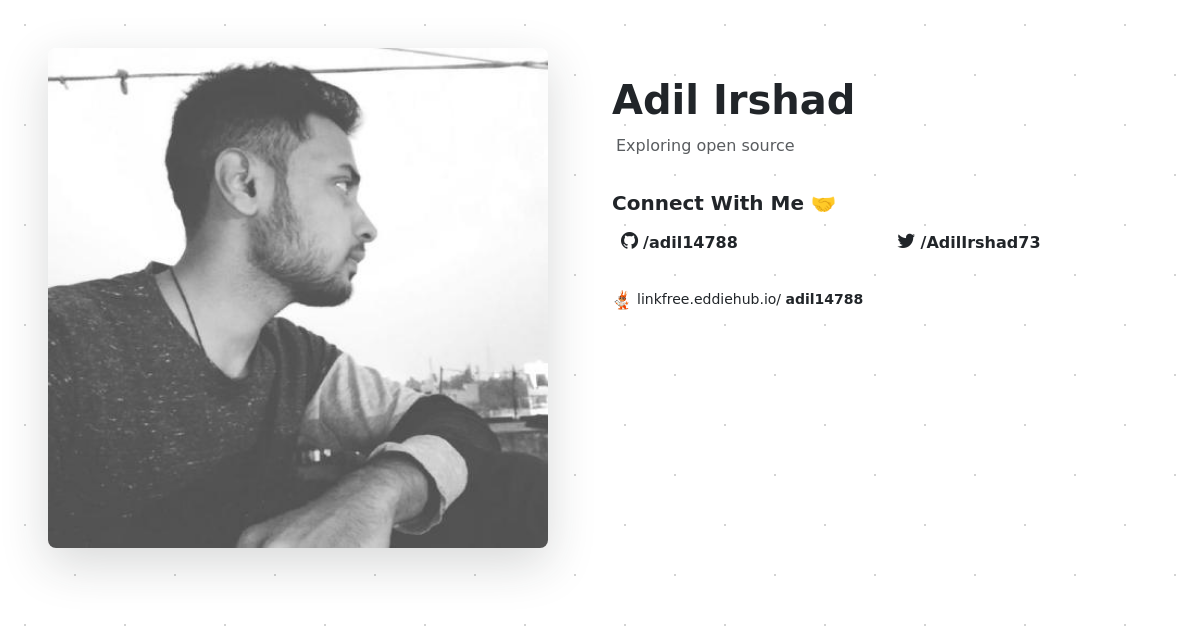 Adil Irshad
Exploring open source
Connect With Me 🤝
/adil14788
/AdilIrshad73
linkfree.eddiehub.io/ adil14788